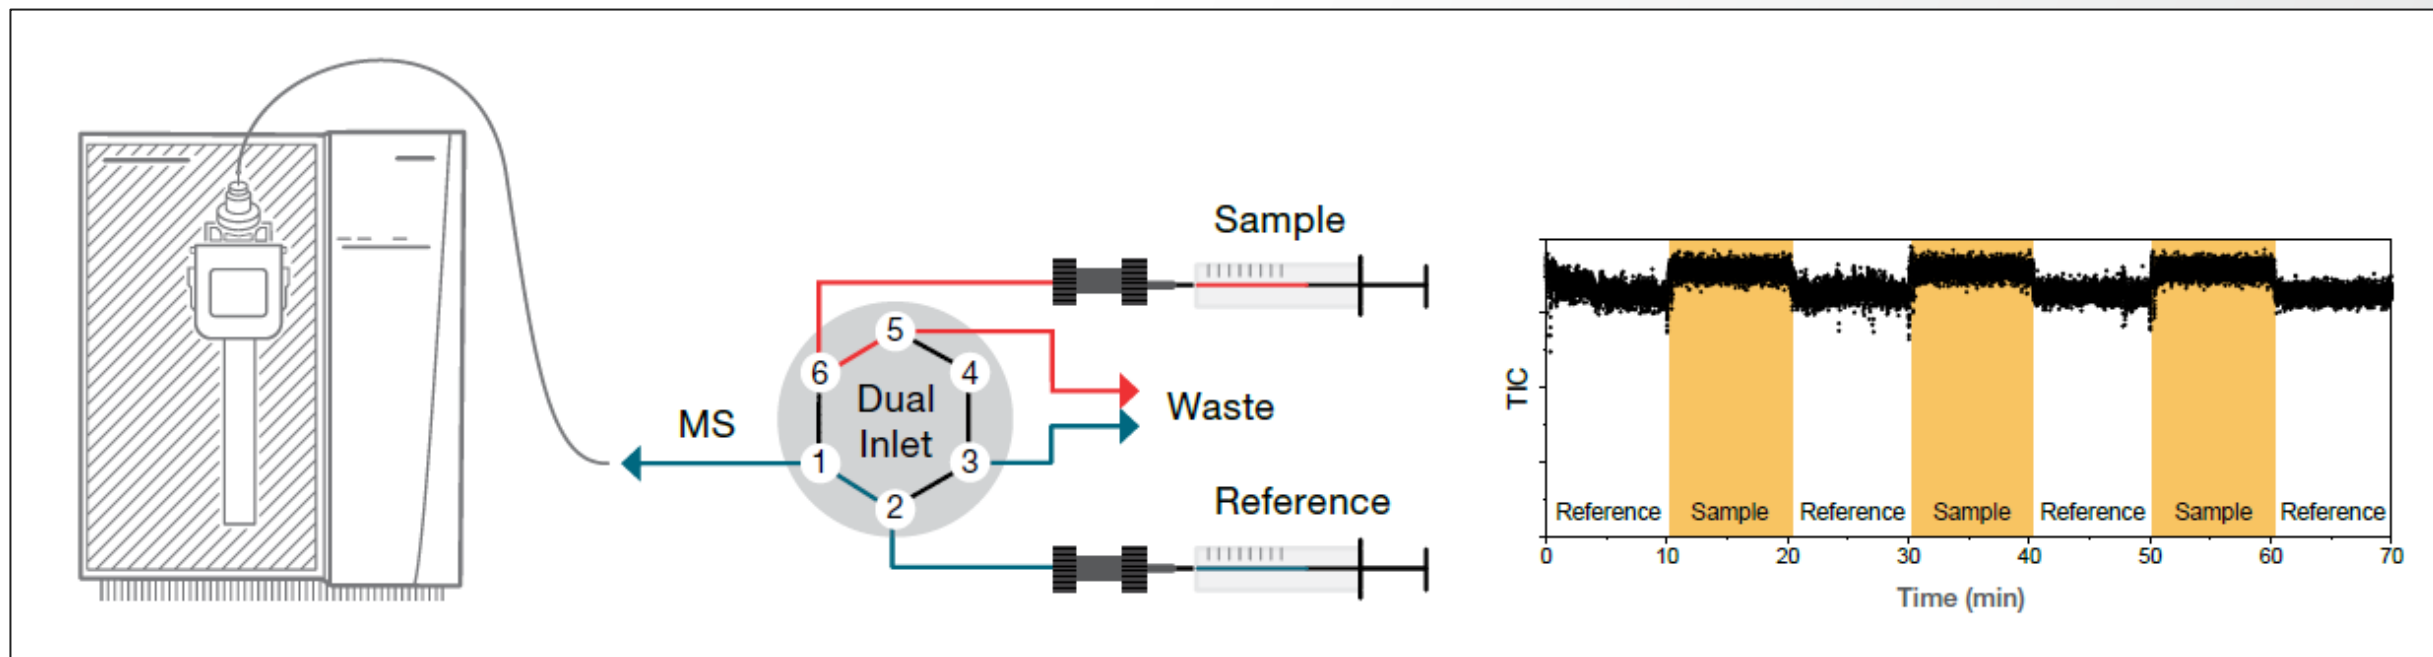 Sample
5
6
4
Dual
Inlet
MS
Waste
1
3
2
Reference
TIC
Reference
Sample
Reference
Sample
Reference
Sample
Reference
0
10
20
30
40
50
60
70
Time (min)